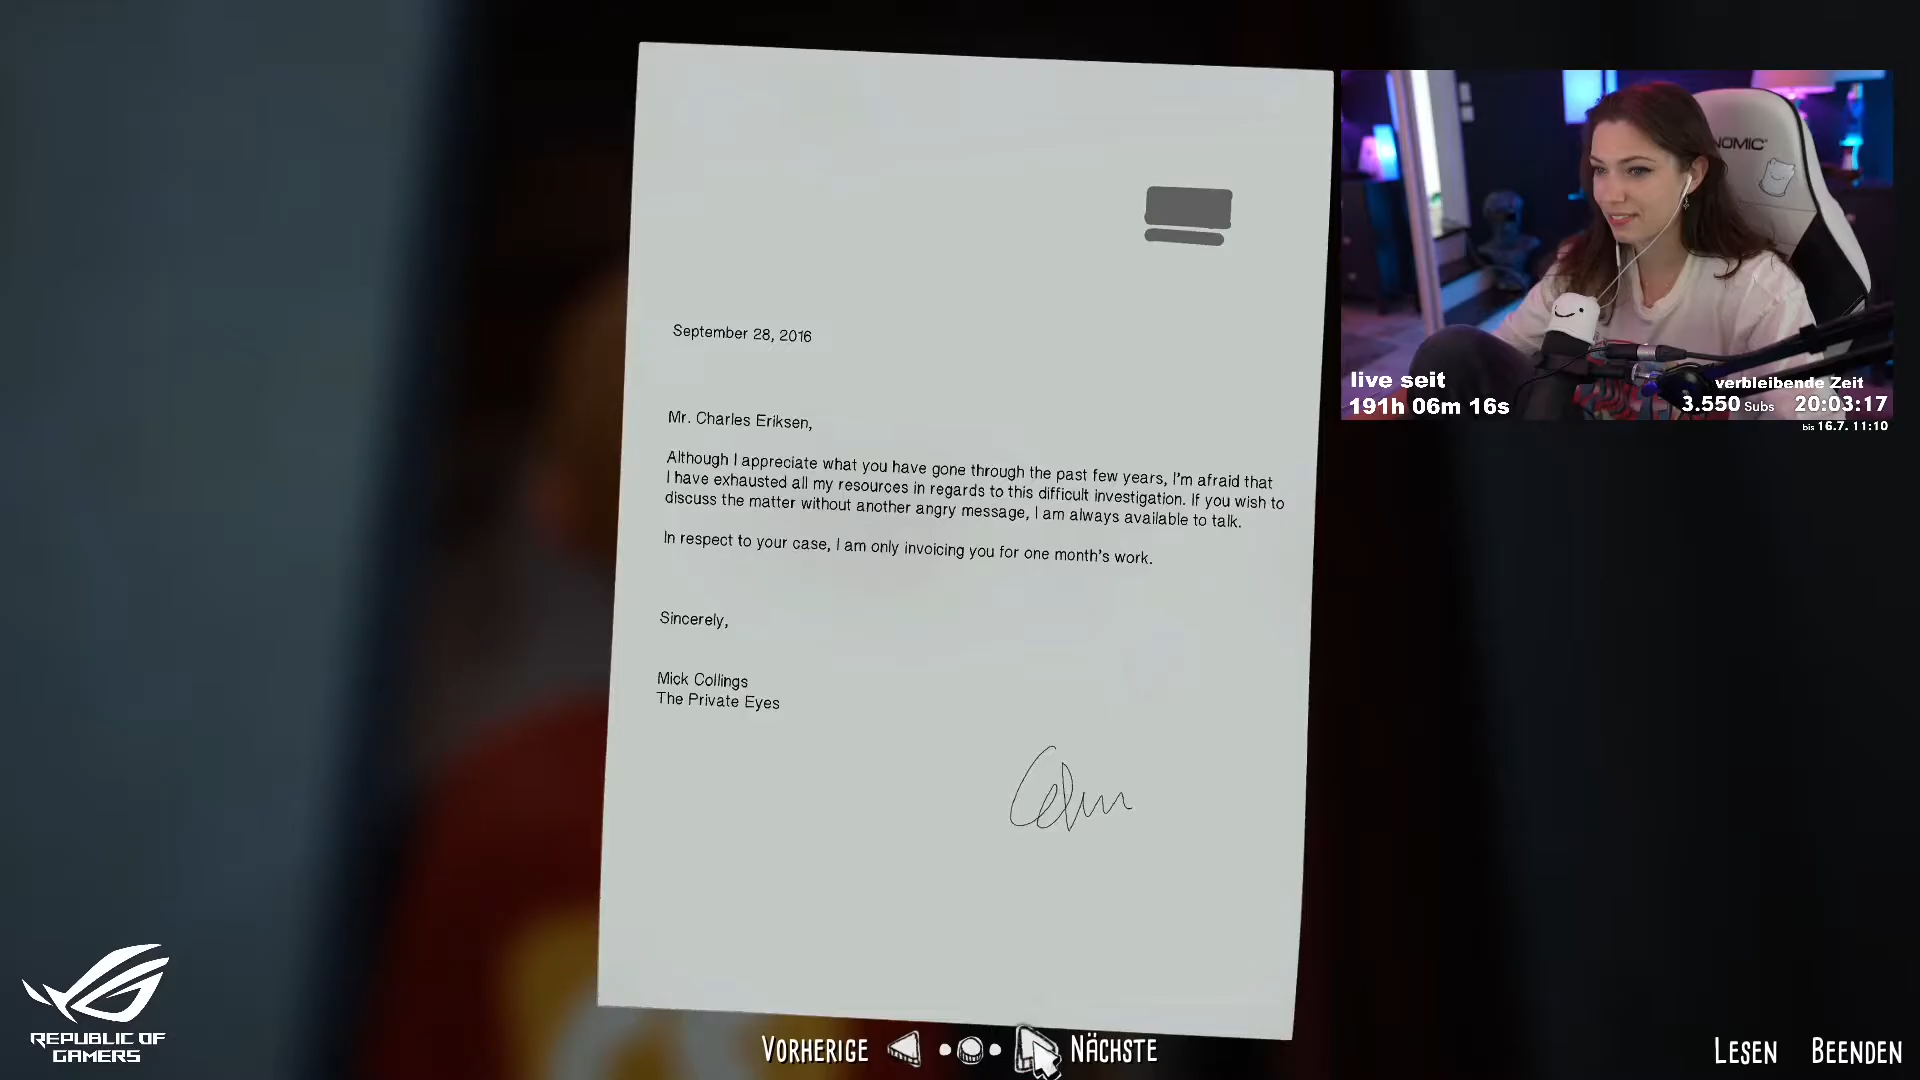 NOMIC
September 28, 2016
Mr. Charles Eriksen,
Although I appreciate what you have gone through the past few years, I'm afraid that
I have exhausted all my resources in regards to this difficult investigation. If you wish to
discuss the matter without another angry message, I am always available to talk.
In respect to your case, I am only invoicing you for one month's work.
Sincerely,
Mick Collings
The Private Eyes
live seit
191h 06m 16s
verbleibende Zeit
3.550 Subs 20:03:17
bis 16.7. 11:10
REPUBLIC OF
GAMERS
VORHERIGE
NÄCHSTE
LESEN
BEENDEN